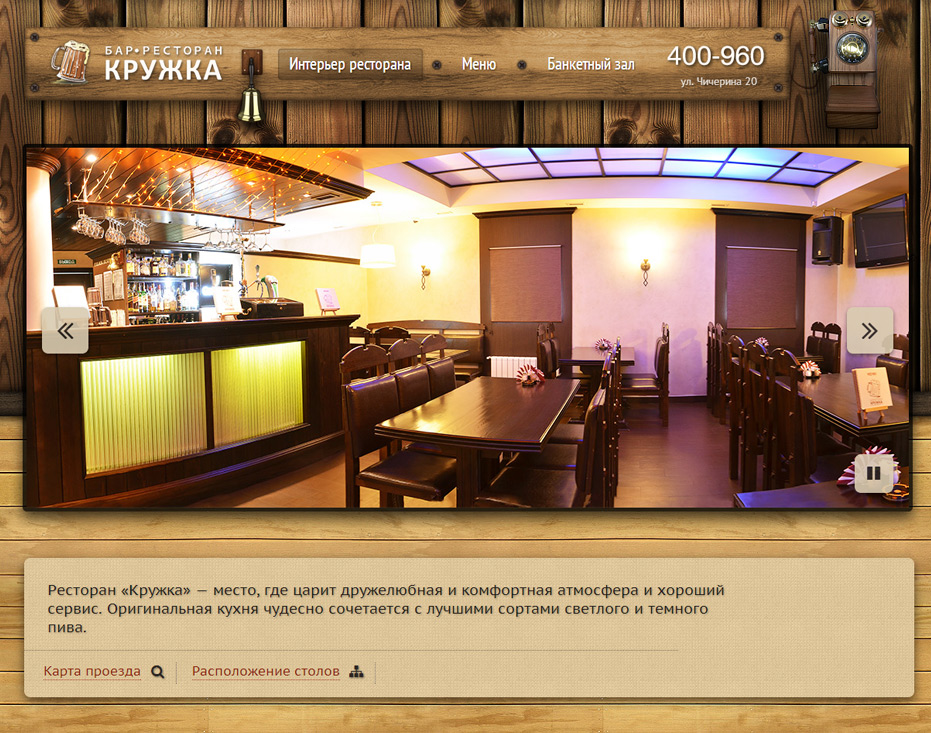 БАР•РЕСТОРАН
КРУЖКА
Интерьер ресторана
Меню
Банкетный зал
400-960
ул. Чичерина 20
Ресторан «Кружка» — место, где царит дружелюбная и комфортная атмосфера и хороший
сервис. Оригинальная кухня чудесно сочетается с лучшими сортами светлого и темного
пива.
Карта проезда
Расположение столов